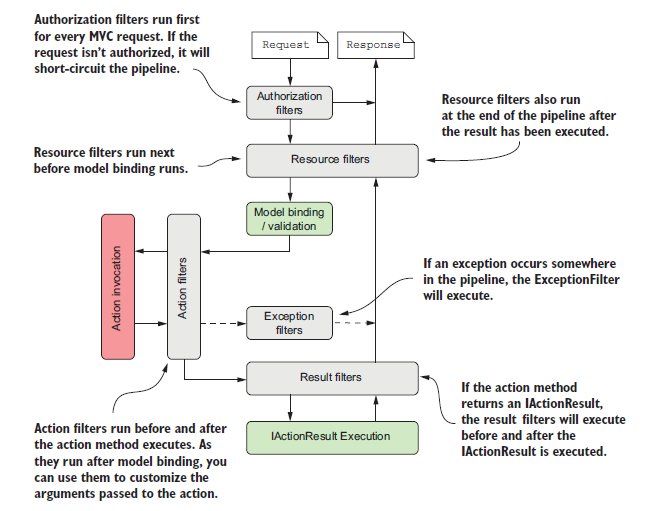 Authorization filters run first
for every MVC request. If the
request isn't authorized, it will
short-circuit the pipeline.
Request
Response
Authorization
filters
Resource filters also run
at the end of the pipeline after
the result has been executed.
Resource filters run next
before model binding runs.
Resource filters
Model binding
/ validation
Action invocation
Action filters
If an exception occurs somewhere
in the pipeline, the ExceptionFilter
will execute.
Exception
filters
Result filters
If the action method
returns an IActionResult,
the result filters will execute
before and after the
IActionResult is executed.
Action filters run before and after
the action method executes. As
they run after model binding, you
can use them to customize the
arguments passed to the action.
IActionResult Execution